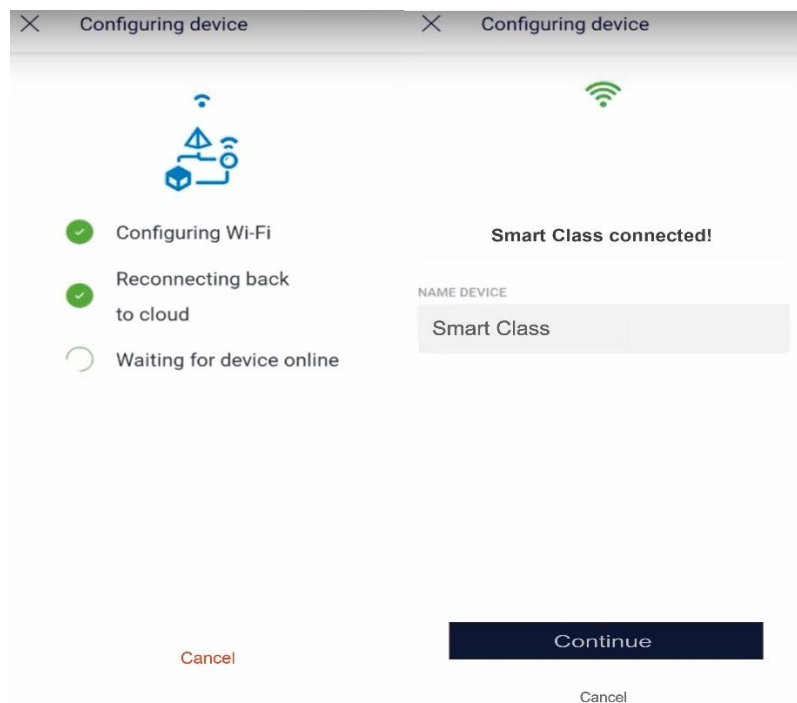 Configuring device
Configuring Wi-Fi
Reconnecting back
to cloud
Waiting for device online
Cancel
Configuring device
Smart Class connected!
NAME DEVICE
Smart Class
Continue
Cancel